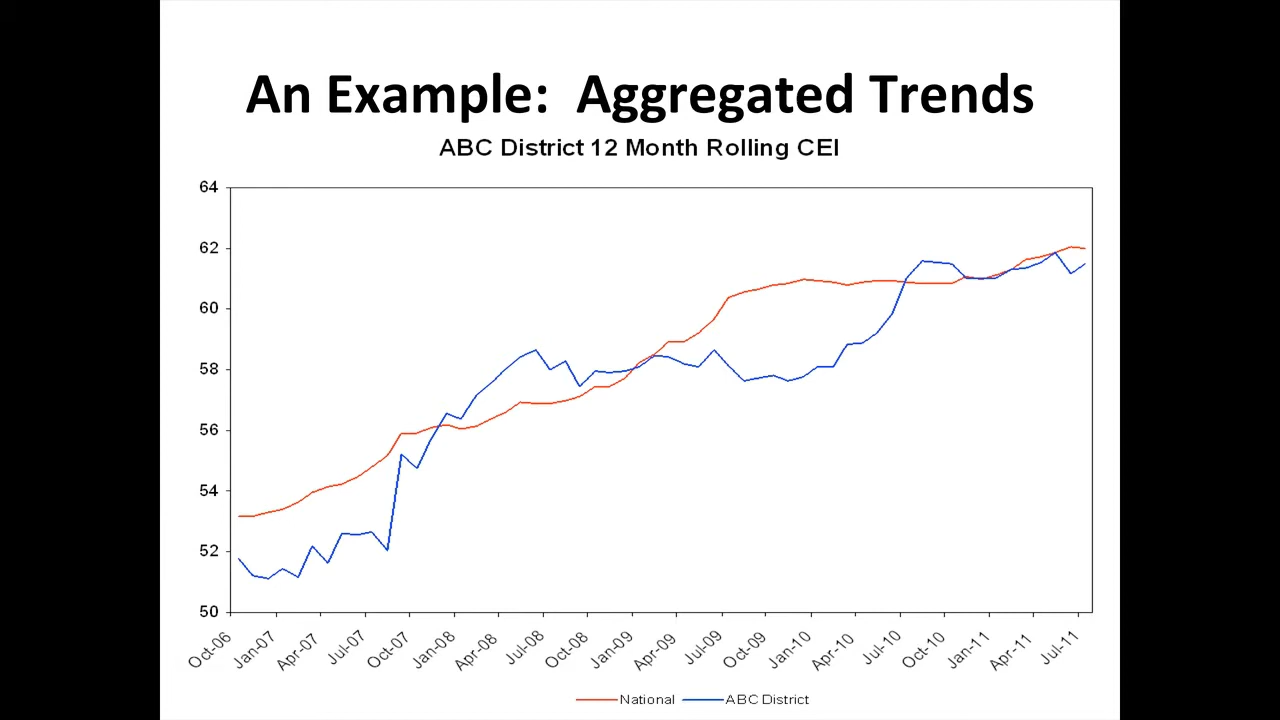 An Example: Aggregated Trends
ABC District 12 Month Rolling CEI
64
62
60
58
56
54
52
50
Oct-06 Jan-07 Apr-07 Jul-07 Oct-07 Jan-08 Apr-08 Jul-08 Oct-08 Jan-09 Apr-09 Jul-09 Oct-09 Jan-10 Apr-10 Jul-10 Oct-10 Jan-11 Apr-11 Jul-11
National ABC District